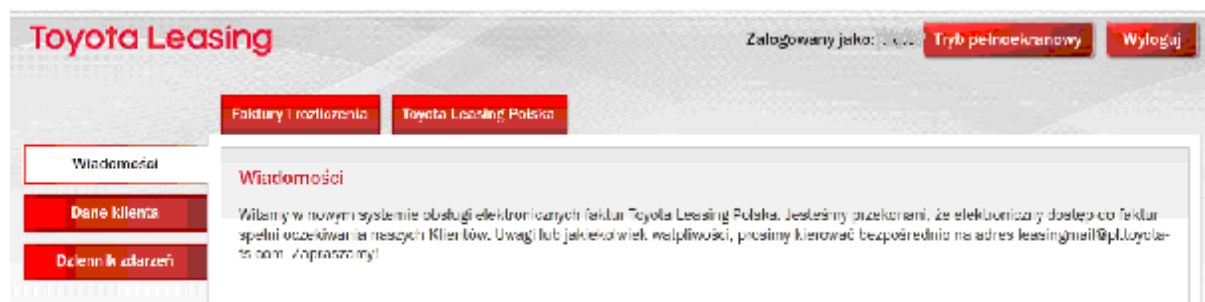 Toyota Leasing
Zalogowany jako: Tryb pełnoekranowy Wyloguj
Faktury i rozliczenia Toyota Leasing Polska
Wiadomości
Wiadomości
Dane klienta
Witamy w nowym systemie obsługi elektronicznych faktur Toyota Leasing Polska. Jesteśmy przekonani, że elektroniczny dostęp do faktur
spełni oczekiwania naszych Klientów. Uwagi lub jakiekolwiek wątpliwości, prosimy kierować bezpośrednio na adres leasingmail@pl.toyota-
fs.com. Zapraszamy!
Dziennik zdarzeń